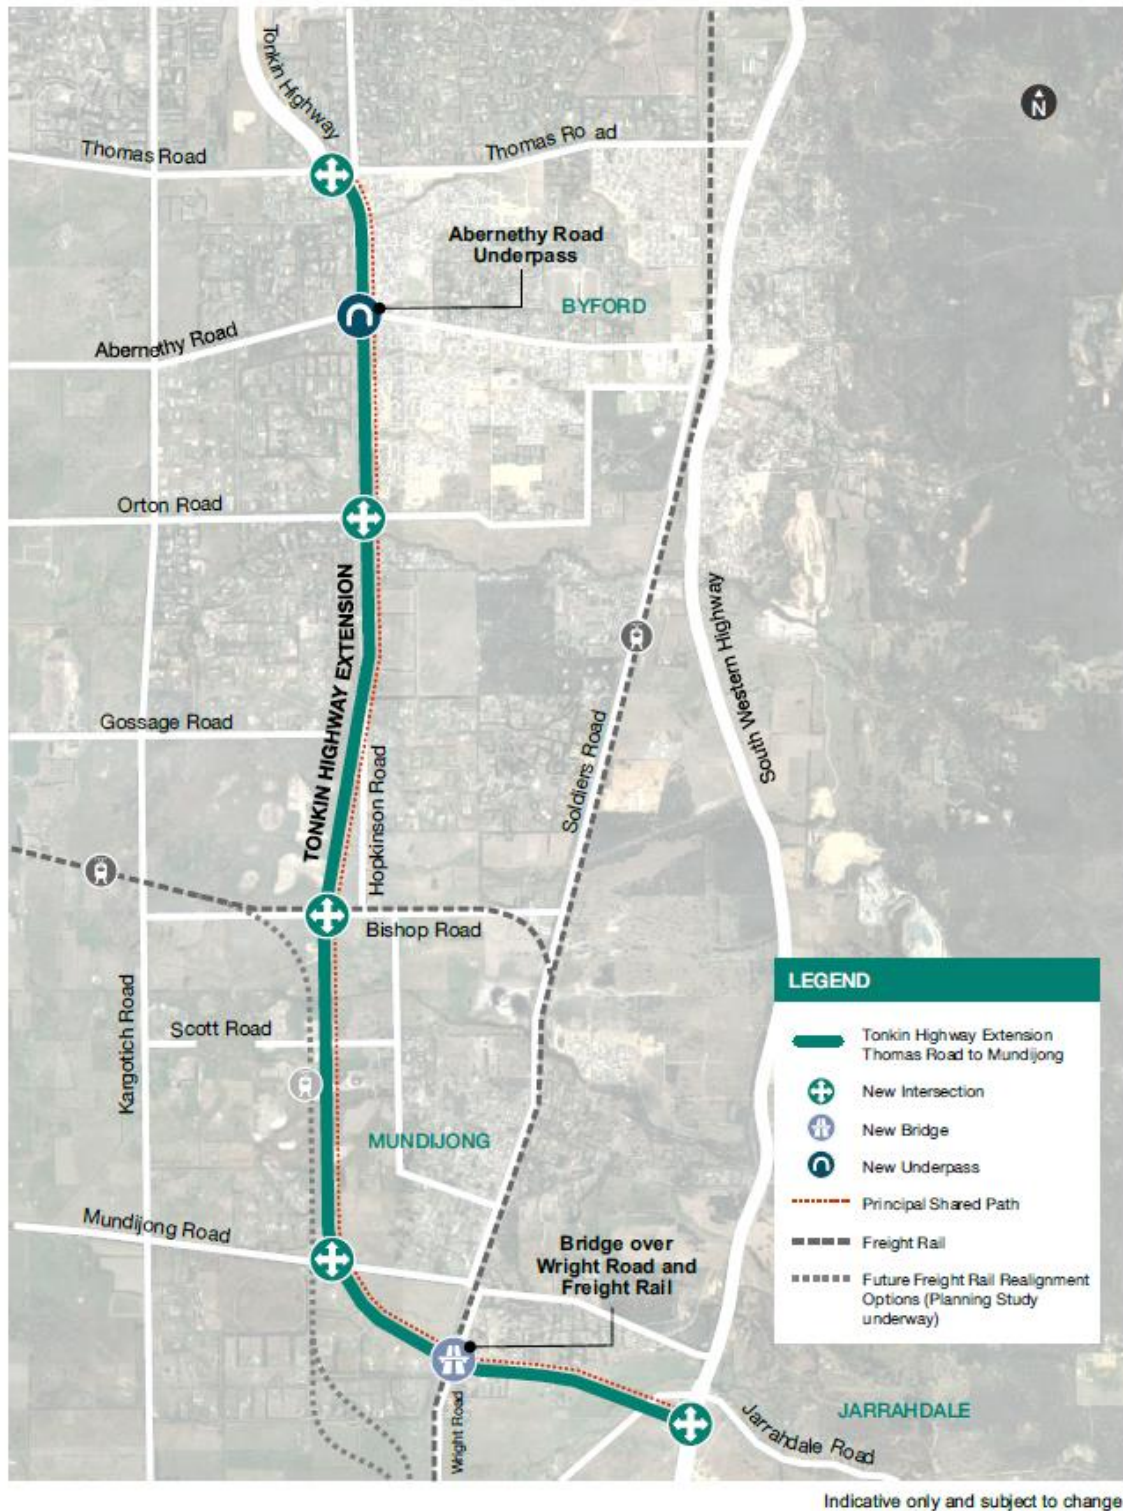 Tonkin Highway
N
Thomas Road
Thomas Ro ad
Abernethy Road
Underpass
BYFORD
Abernethy Road
Orton Road
TONKIN HIGHWAY EXTENSION
South Western Highway
Gossage Road
Soldiers Road
Hopkinson Road
Bishop Road
Kargotich Road
Scott Road
MUNDIJONG
Mundijong Road
Bridge over
Wright Road and
Freight Rail
Wright Road
JARRAHDALE
Jarrahdale Road
LEGEND
Tonkin Highway Extension
Thomas Road to Mundijong
New Intersection
New Bridge
New Underpass
Principal Shared Path
Freight Rail
Future Freight Rail Realignment
Options (Planning Study
underway)
Indicative only and subject to change